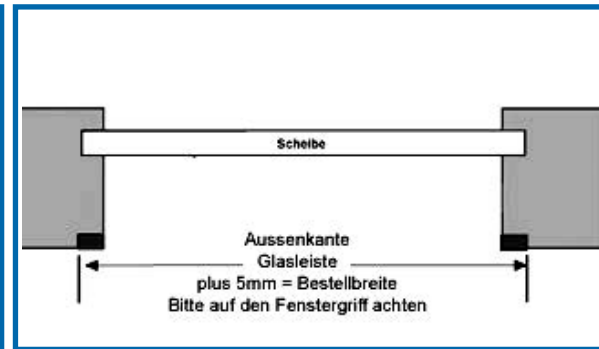 Scheibe
Aussenkante
Glasleiste
plus 5mm = Bestellbreite
Bitte auf den Fenstergriff achten